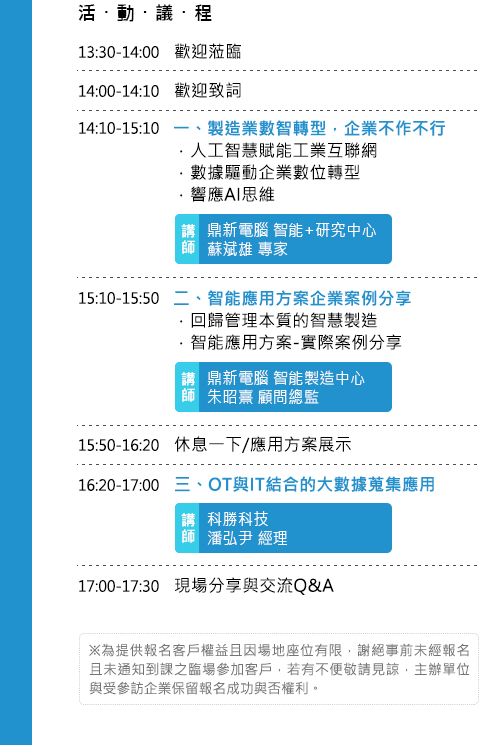 活．動．議．程
13:30-14:00 歡迎蒞臨
14:00-14:10 歡迎致詞
14:10-15:10 一、製造業數智轉型，企業不作不行
．人工智慧賦能工業互聯網
．數據驅動企業數位轉型
．響應AI思維
講師 鼎新電腦 智能+研究中心
蘇斌雄 專家
15:10-15:50 二、智能應用方案企業案例分享
．回歸管理本質的智慧製造
．智能應用方案-實際案例分享
講師 鼎新電腦 智能製造中心
朱昭熏 顧問總監
15:50-16:20 休息一下/應用方案展示
16:20-17:00 三、OT與IT結合的大數據蒐集應用
講師 科勝科技
潘弘尹 經理
17:00-17:30 現場分享與交流Q&A
※為提供報名客戶權益且因場地座位有限，謝絕事前未經報名
且未通知到課之臨場參加客戶，若有不便敬請見諒，主辦單位
與受參訪企業保留報名成功與否權利。